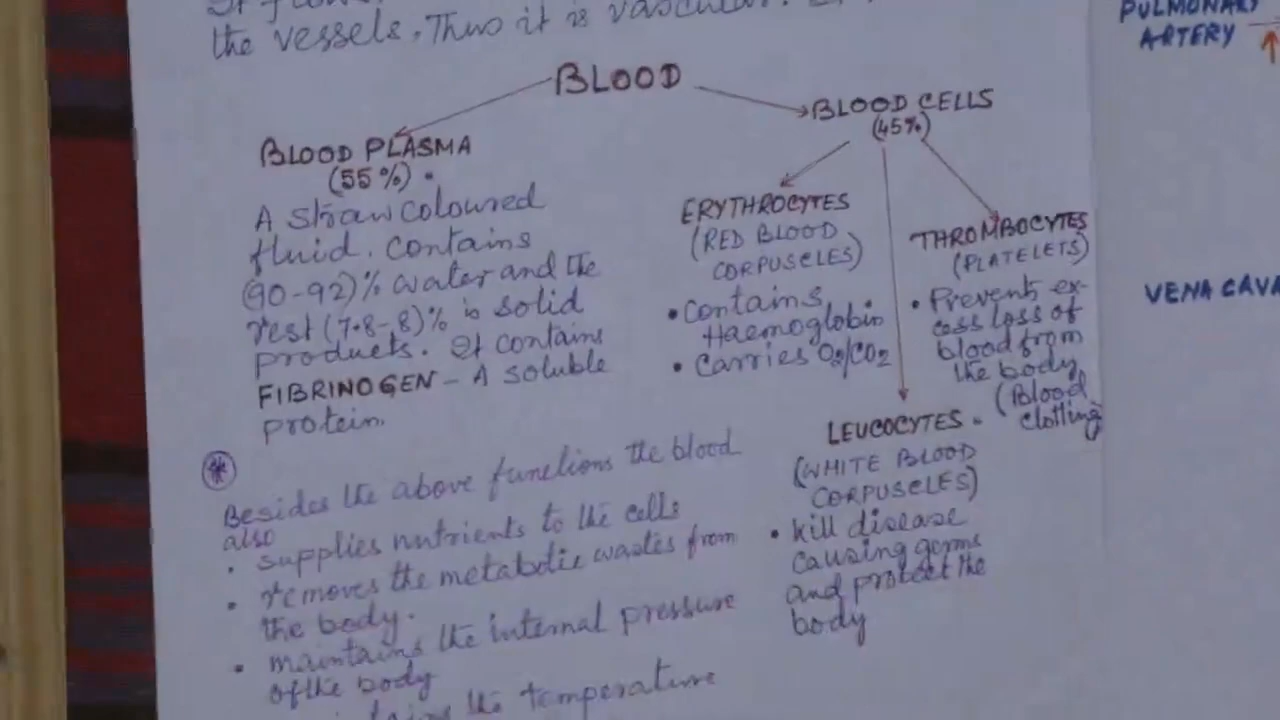 the vessels. Thus it is vascular.
BLOOD
BLOOD PLASMA
(55%).
A straw coloured
fluid. contains
(90-92)% water and the
rest (7.8-8)% is solid
products. It contains
FIBRINOGEN - A soluble
protein.
BLOOD CELLS
(45%)
ERYTHROCYTES
(RED BLOOD
CORPUSCLES)
• Contains
Haemoglobin
• Carries O2/CO2
THROMBOCYTES
(PLATELETS)
• Prevents ex-
cess loss of
blood from
the body.
(Blood
clotting
LEUCOCYTES -
(WHITE BLOOD
CORPUSCLES)
• kill disease
causing germs
and protect the
body
*
Besides the above functions the blood
also
• supplies nutrients to the cells
• removes the metabolic wastes from
the body.
• maintains the internal pressure
of the body
the temperature
PULMONARY
ARTERY
VENA CAVA